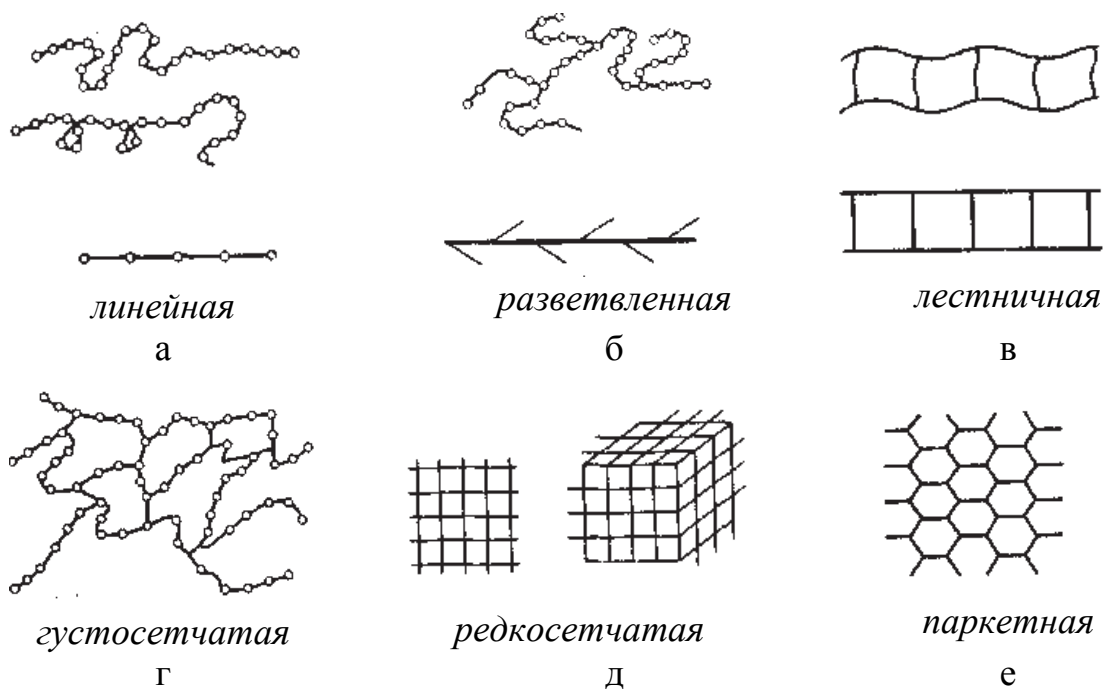 линейная
а
разветвленная
б
лестничная
в
густосетчатая
г
редкосетчатая
д
паркетная
е